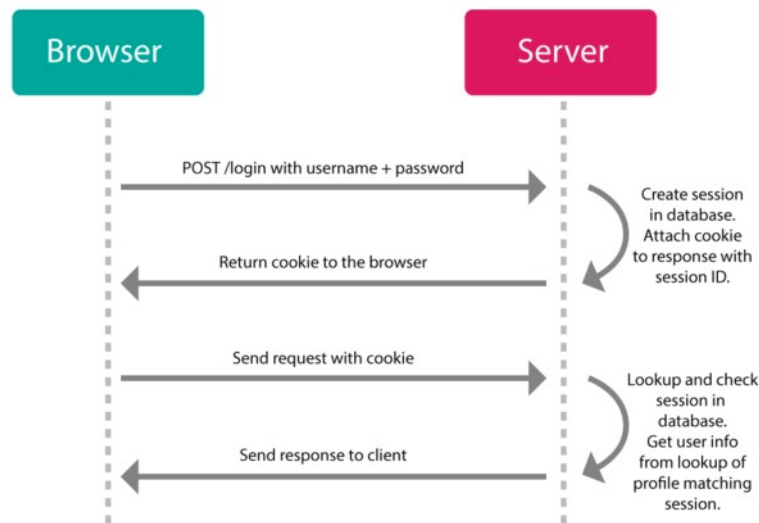 Browser
Server
POST /login with username + password
Create session
in database.
Attach cookie
to response with
session ID.
Return cookie to the browser
Send request with cookie
Lookup and check
session in
database.
Get user info
from lookup of
profile matching
session.
Send response to client